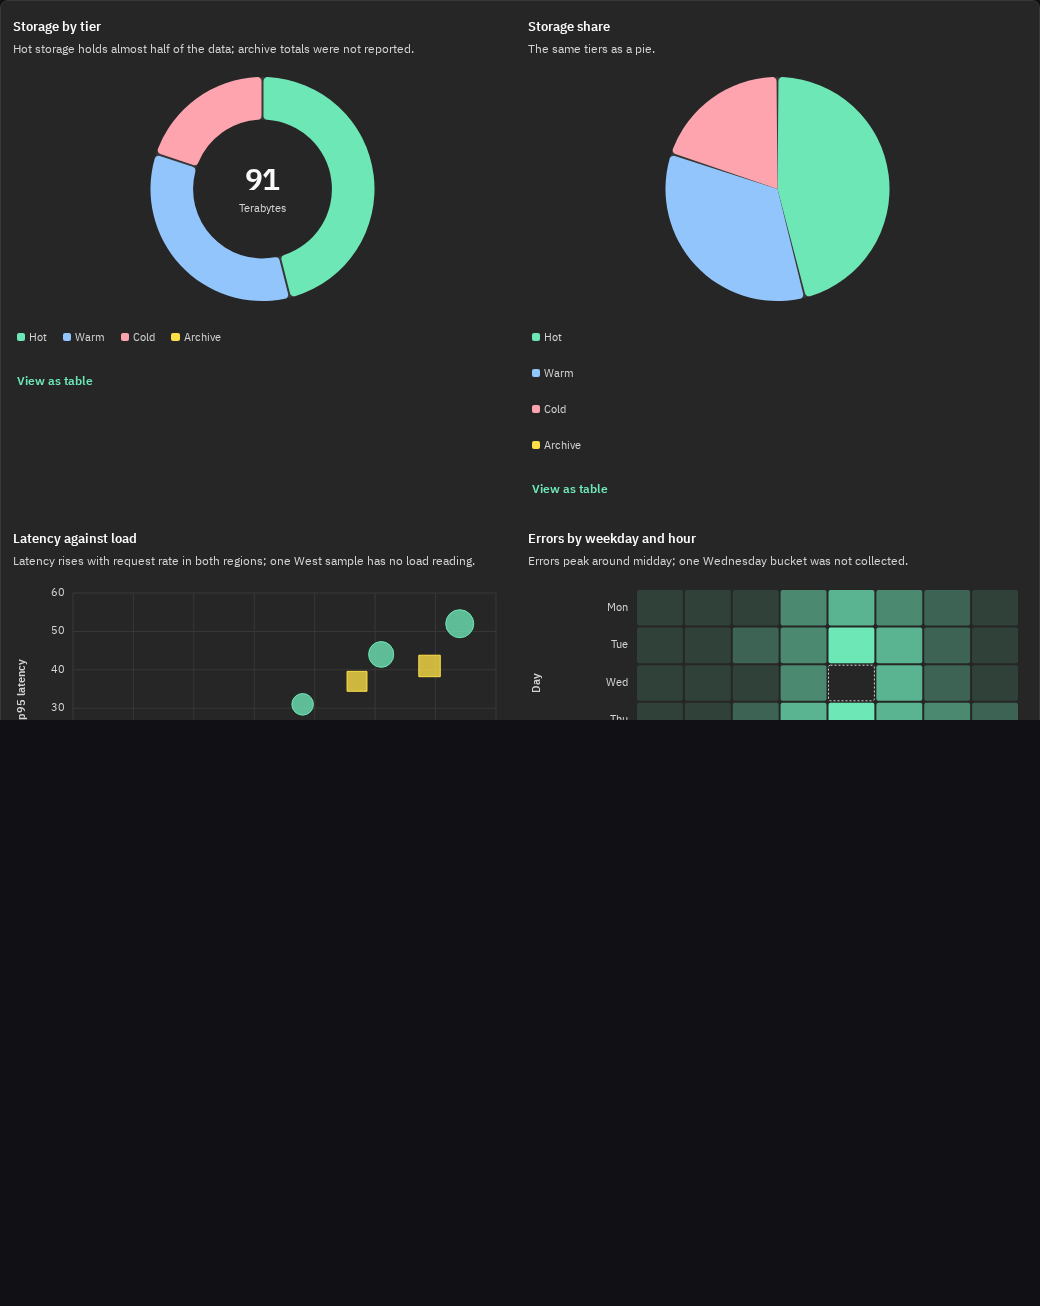 Storage by tier
Hot storage holds almost half of the data; archive totals were not reported.
91
Terabytes
Hot
Warm
Cold
Archive
View as table
Storage share
The same tiers as a pie.
Hot
Warm
Cold
Archive
View as table
Latency against load
Latency rises with request rate in both regions; one West sample has no load reading.
60
50
40
30
p95 latency
Errors by weekday and hour
Errors peak around midday; one Wednesday bucket was not collected.
Day
Mon
Tue
Wed
Thu